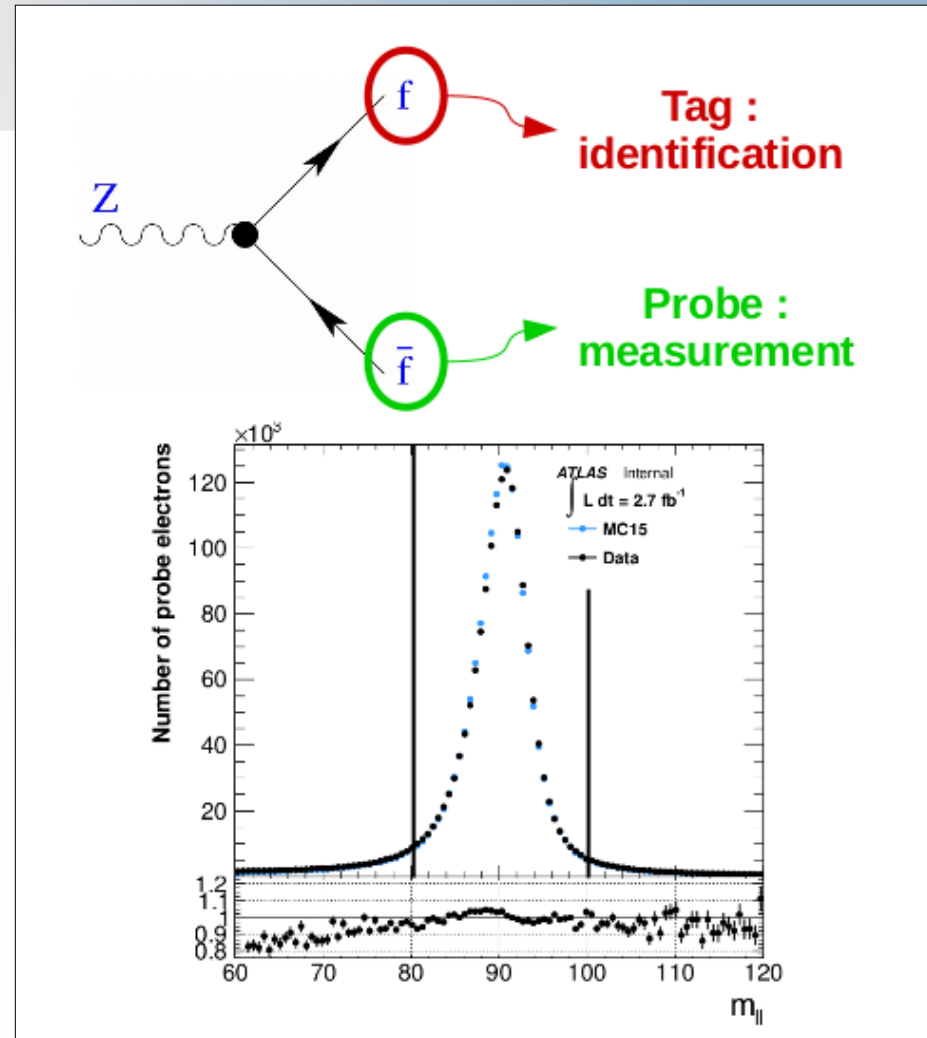 f
Tag :
identification
Z
Probe :
measurement
f̄
×10³
Number of probe electrons
120
100
80
60
40
20
ATLAS Internal
∫ L dt = 2.7 fb⁻¹
MC15
Data
1.2
1.1
1
0.9
0.8
60 70 80 90 100 110 120
m_ll